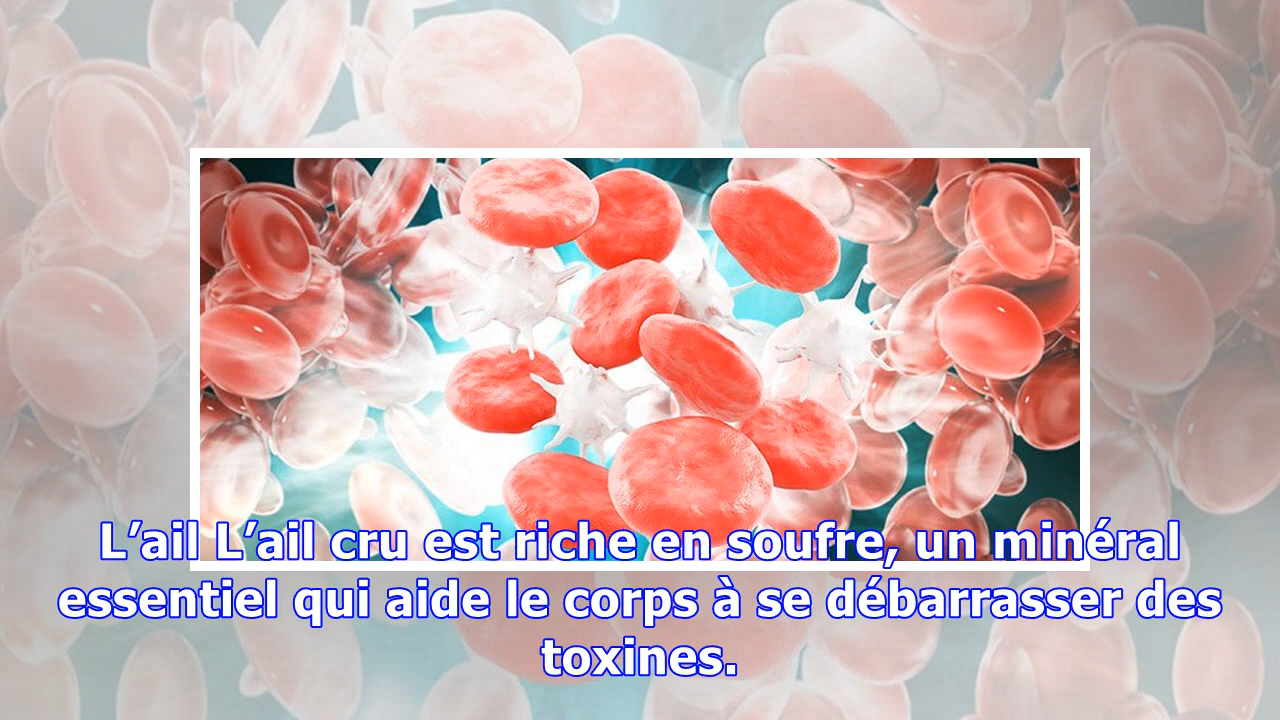 L’ail L’ail cru est riche en soufre, un minéral
essentiel qui aide le corps à se débarrasser des
toxines.